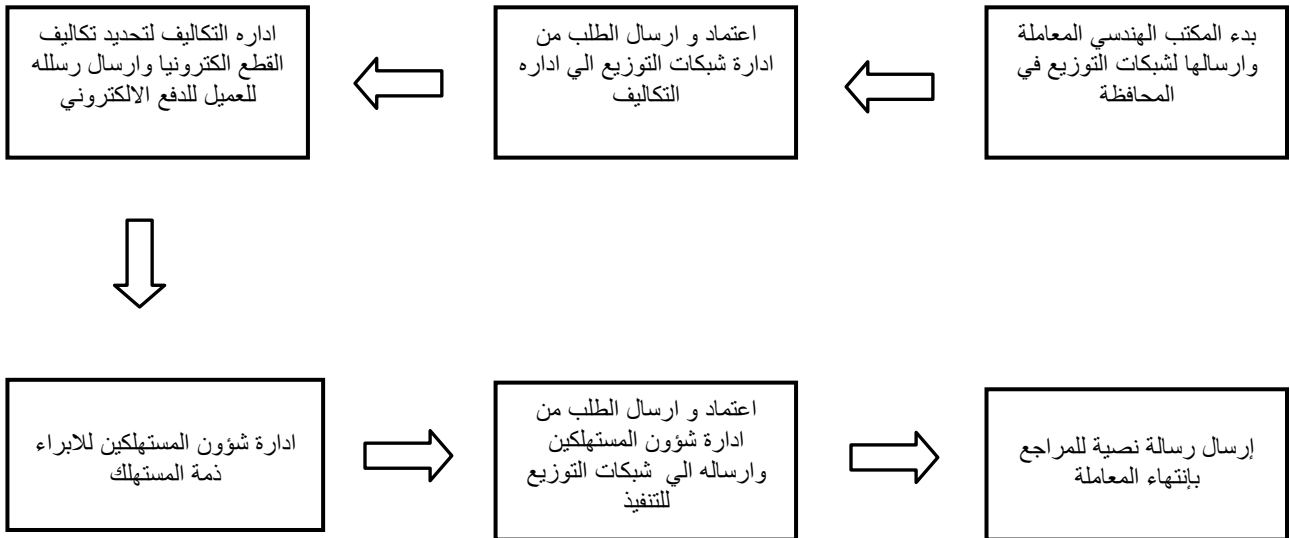 بدء المكتب الهندسي المعاملة
وارسالها لشبكات التوزيع في
المحافظة
اعتماد و ارسال الطلب من
ادارة شبكات التوزيع الي اداره
التكاليف
اداره التكاليف لتحديد تكاليف
القطع الكترونيا وارسال رسلله
للعميل للدفع الالكتروني
ادارة شؤون المستهلكين للابراء
ذمة المستهلك
اعتماد و ارسال الطلب من
ادارة شؤون المستهلكين
وارساله الي شبكات التوزيع
للتنفيذ
إرسال رسالة نصية للمراجع
بإنتهاء المعاملة